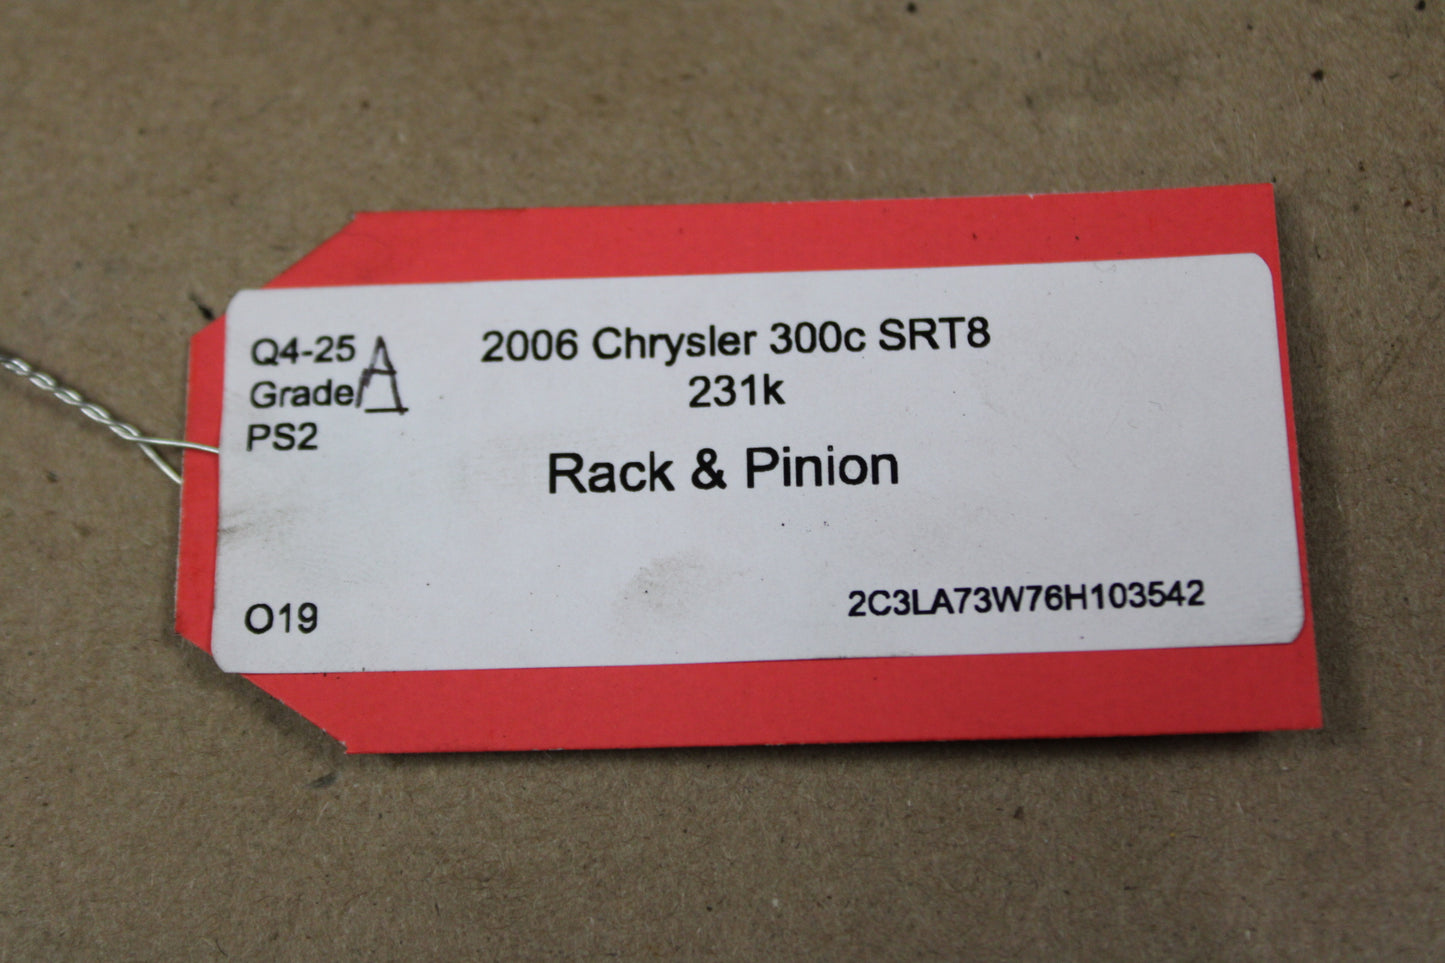 Q4-25
Grade A
PS2
2006 Chrysler 300c SRT8
231k
Rack & Pinion
O19
2C3LA73W76H103542